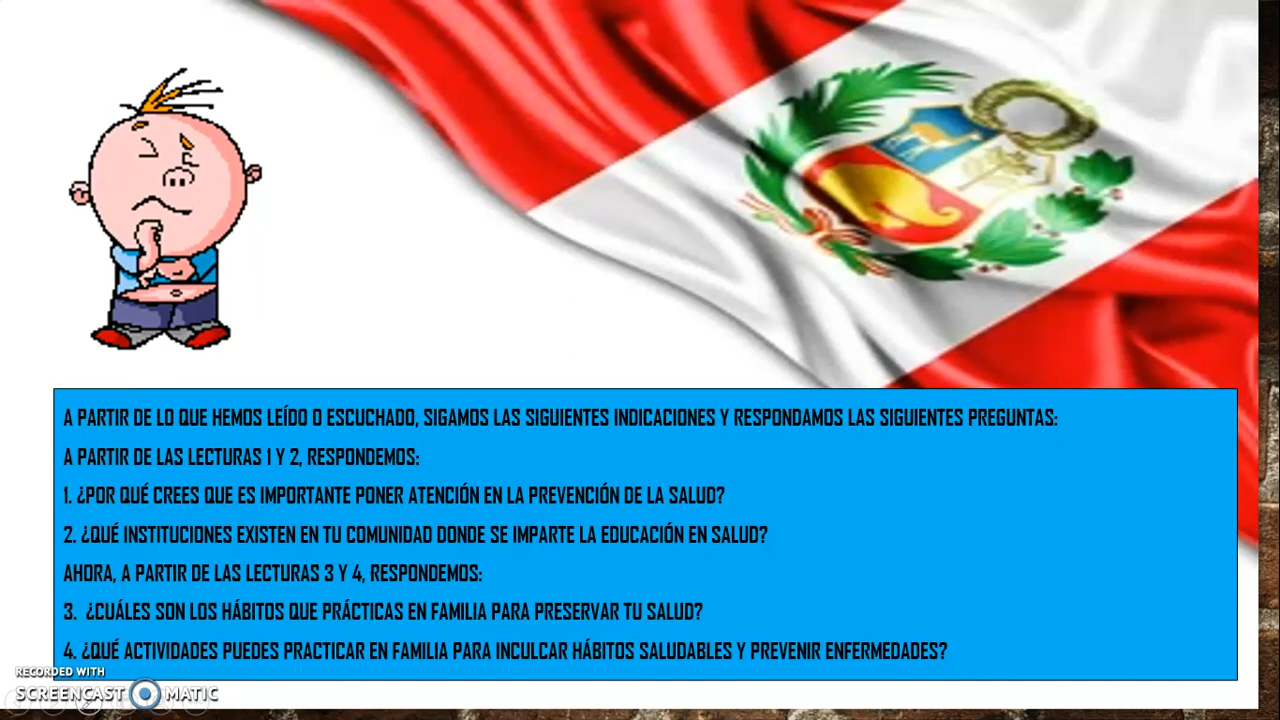 A PARTIR DE LO QUE HEMOS LEÍDO O ESCUCHADO, SIGAMOS LAS SIGUIENTES INDICACIONES Y RESPONDAMOS LAS SIGUIENTES PREGUNTAS:
A PARTIR DE LAS LECTURAS 1 Y 2, RESPONDEMOS:
1. ¿POR QUÉ CREES QUE ES IMPORTANTE PONER ATENCIÓN EN LA PREVENCIÓN DE LA SALUD?
2. ¿QUÉ INSTITUCIONES EXISTEN EN TU COMUNIDAD DONDE SE IMPARTE LA EDUCACIÓN EN SALUD?
AHORA, A PARTIR DE LAS LECTURAS 3 Y 4, RESPONDEMOS:
3. ¿CUÁLES SON LOS HÁBITOS QUE PRÁCTICAS EN FAMILIA PARA PRESERVAR TU SALUD?
4. ¿QUÉ ACTIVIDADES PUEDES PRACTICAR EN FAMILIA PARA INCULCAR HÁBITOS SALUDABLES Y PREVENIR ENFERMEDADES?
RECORDED WITH
SCREENCAST MATIC